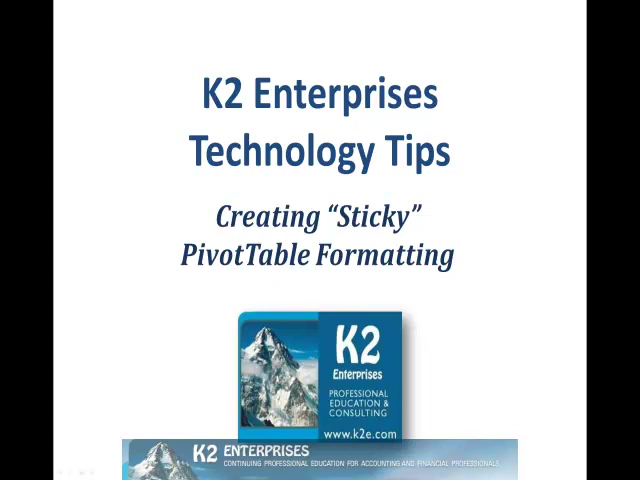 K2 Enterprises
Technology Tips
Creating “Sticky”
PivotTable Formatting
K2
Enterprises
PROFESSIONAL
EDUCATION &
CONSULTING
www.k2e.com
K2 ENTERPRISES
CONTINUING PROFESSIONAL EDUCATION FOR ACCOUNTING AND FINANCIAL PROFESSIONALS